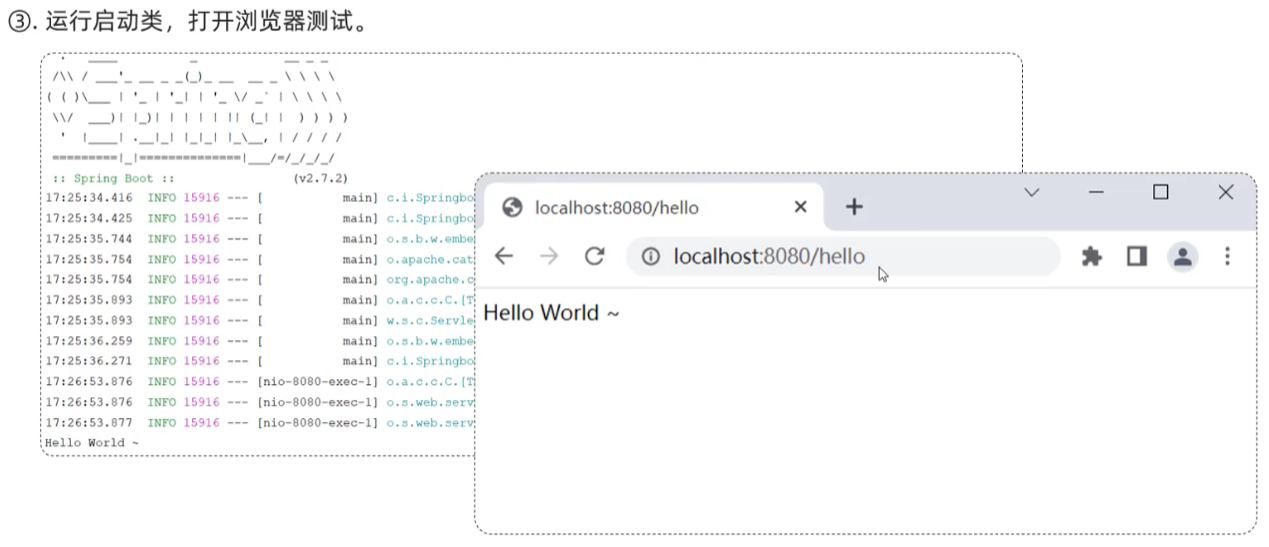 ③. 运行启动类，打开浏览器测试。
:: Spring Boot :: (v2.7.2)
17:25:34.416 INFO 15916 --- [ main] c.i.Springbo
17:25:34.425 INFO 15916 --- [ main] c.i.Springbo
17:25:35.744 INFO 15916 --- [ main] o.s.b.w.embe
17:25:35.754 INFO 15916 --- [ main] o.apache.cat
17:25:35.754 INFO 15916 --- [ main] org.apache.c
17:25:35.893 INFO 15916 --- [ main] o.a.c.c.C.[T
17:25:35.893 INFO 15916 --- [ main] w.s.c.Servle
17:25:36.259 INFO 15916 --- [ main] o.s.b.w.embe
17:25:36.271 INFO 15916 --- [ main] c.i.Springbo
17:26:53.876 INFO 15916 --- [nio-8080-exec-1] o.a.c.c.C.[T
17:26:53.876 INFO 15916 --- [nio-8080-exec-1] o.s.web.serv
17:26:53.877 INFO 15916 --- [nio-8080-exec-1] o.s.web.serv
Hello World ~
localhost:8080/hello
localhost:8080/hello
Hello World ~